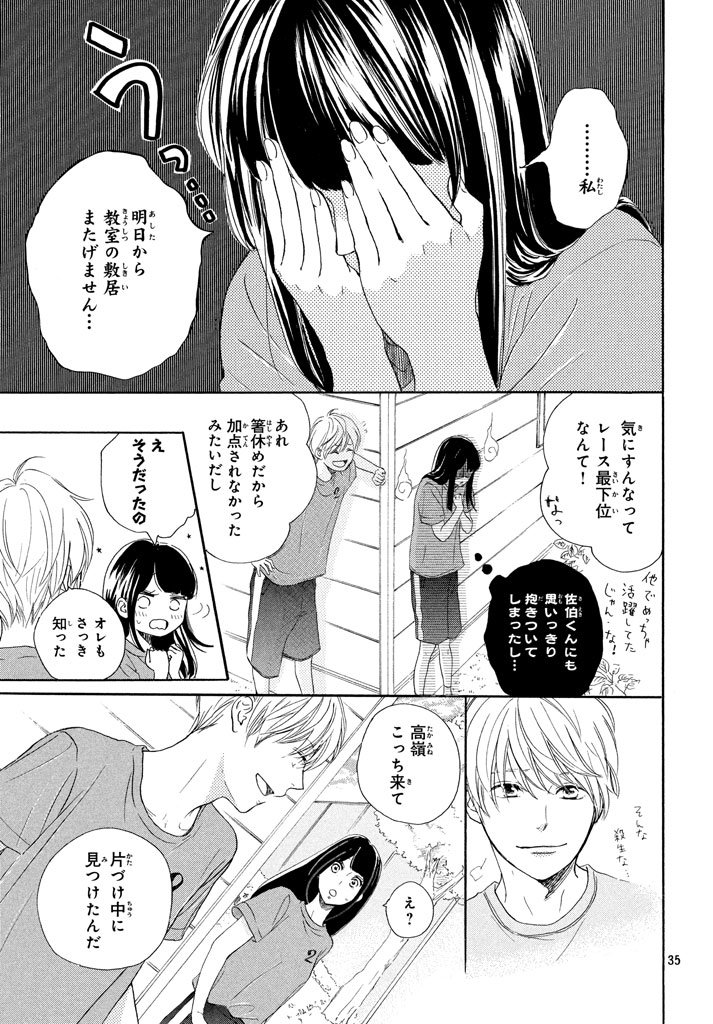 ………私
うっ
明日から
教室の敷居
またげません…
気にすんなって
レース最下位
なんて!
なっ
他でめっちゃ
活躍してた
じゃんな!
佐伯くんにも
思いっきり
抱きついて
しまったし…
あれ
箸休めだから
加点されなかった
みたいだし
え
そうだったの
オレも
さっき
知った
そんな
殺生な…
高嶺
こっち来て
え?
片づけ中に
見つけたんだ
2
2
2
35